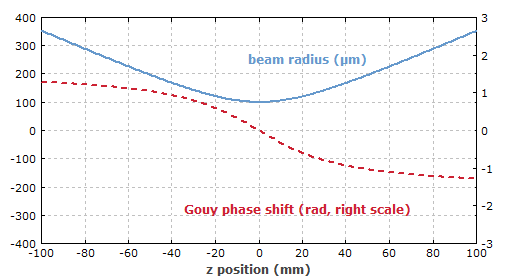 400 3
300 2
200
100 1
0 0
-100 -1
-200 -2
-300
-400 -3
beam radius (µm)
Gouy phase shift (rad, right scale)
-100 -80 -60 -40 -20 0 20 40 60 80 100
z position (mm)